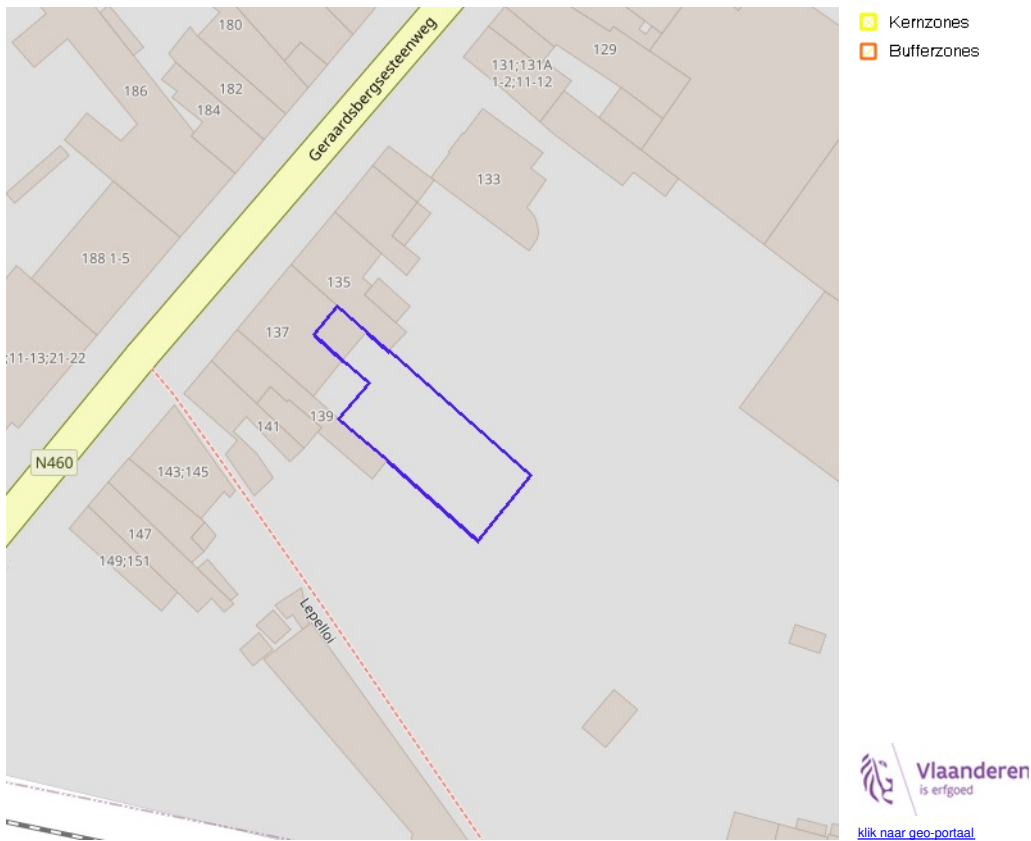 180
Kernzones
Bufferzones
129
131;131A
1-2;11-12
186
182
184
Geraardsbergsesteenweg
133
188 1-5
135
137
;11-13;21-22
139
141
N460
143;145
147
149;151
Lepelloi
Vlaanderen
is erfgoed
klik naar geo-portaal